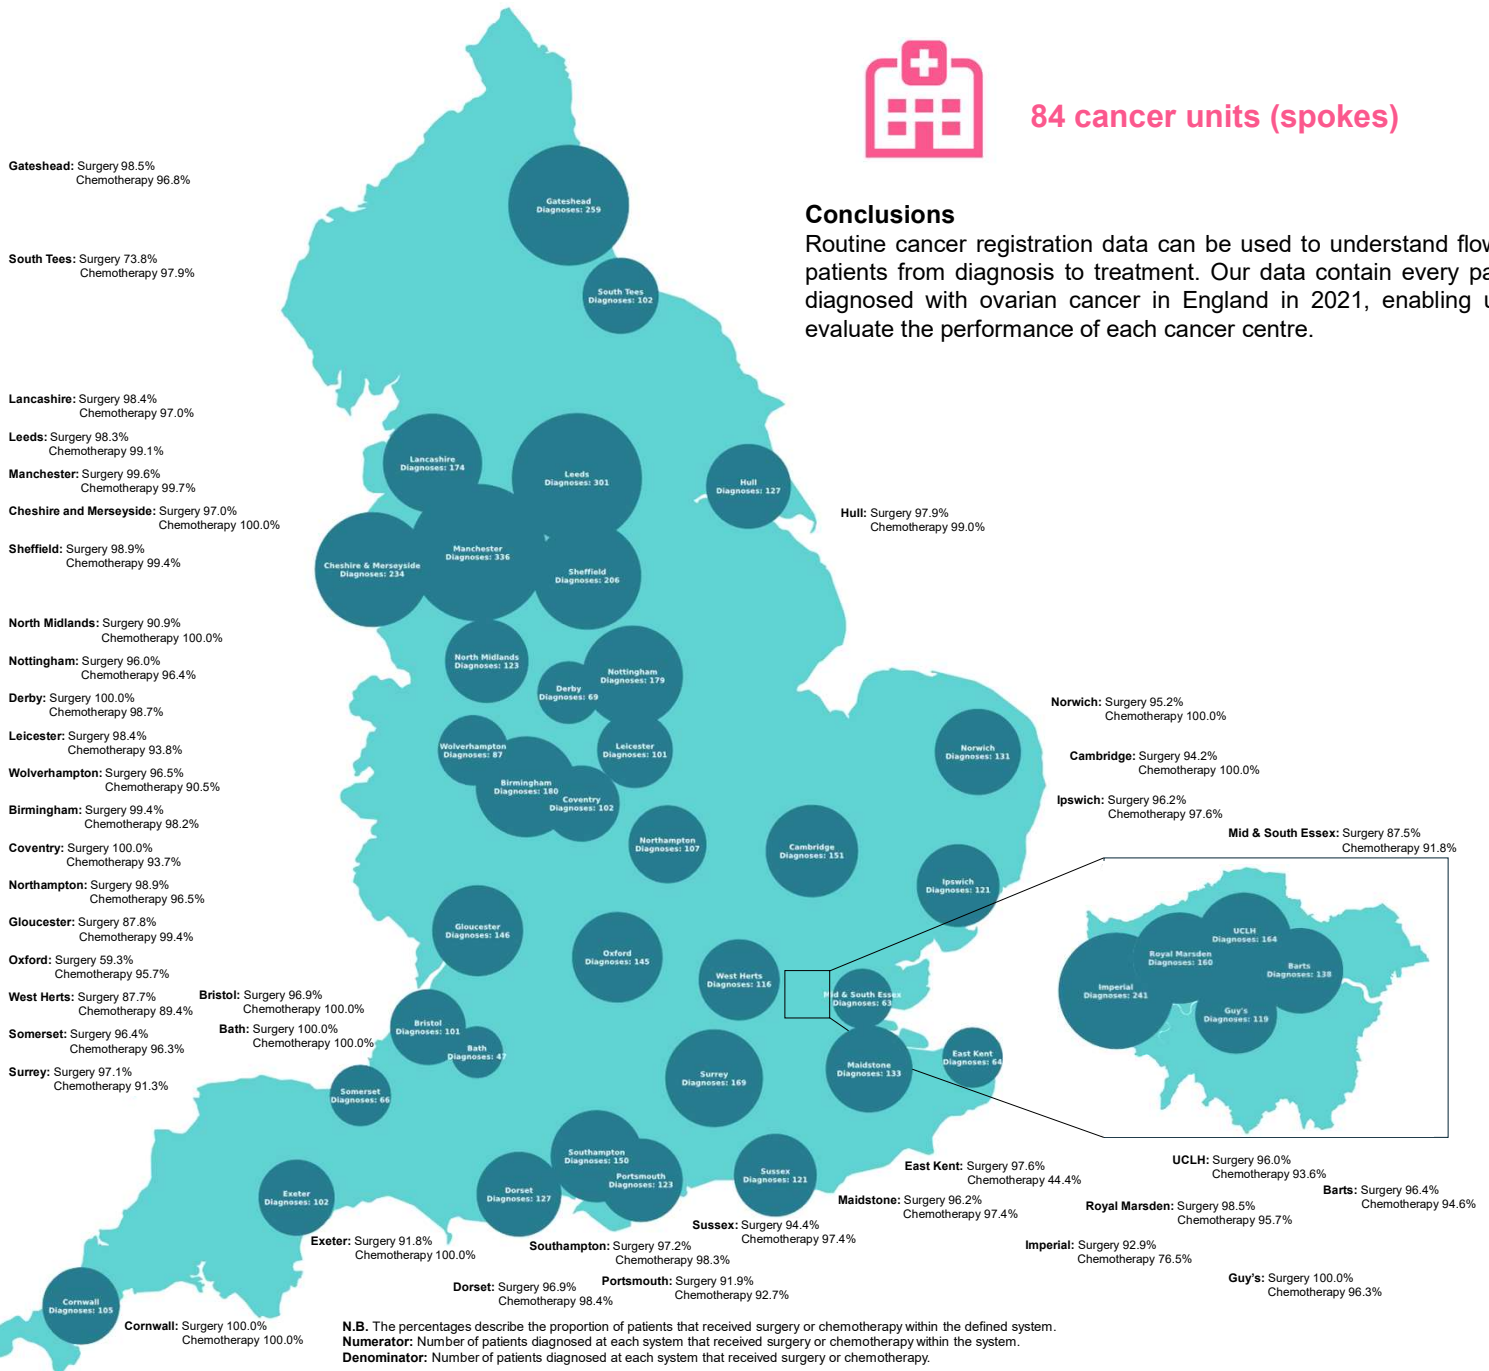 84 cancer units (spokes)
Conclusions
Routine cancer registration data can be used to understand flow
patients from diagnosis to treatment. Our data contain every pa
diagnosed with ovarian cancer in England in 2021, enabling u
evaluate the performance of each cancer centre.
Gateshead: Surgery 98.5%
Chemotherapy 96.8%
South Tees: Surgery 73.8%
Chemotherapy 97.9%
Lancashire: Surgery 98.4%
Chemotherapy 97.0%
Leeds: Surgery 98.3%
Chemotherapy 99.1%
Manchester: Surgery 99.6%
Chemotherapy 99.7%
Cheshire and Merseyside: Surgery 97.0%
Chemotherapy 100.0%
Sheffield: Surgery 98.9%
Chemotherapy 99.4%
North Midlands: Surgery 90.9%
Chemotherapy 100.0%
Nottingham: Surgery 96.0%
Chemotherapy 96.4%
Derby: Surgery 100.0%
Chemotherapy 98.7%
Leicester: Surgery 98.4%
Chemotherapy 93.8%
Wolverhampton: Surgery 96.5%
Chemotherapy 90.5%
Birmingham: Surgery 99.4%
Chemotherapy 98.2%
Coventry: Surgery 100.0%
Chemotherapy 93.7%
Northampton: Surgery 98.9%
Chemotherapy 96.5%
Gloucester: Surgery 87.8%
Chemotherapy 99.4%
Oxford: Surgery 59.3%
Chemotherapy 95.7%
West Herts: Surgery 87.7%
Chemotherapy 89.4%
Somerset: Surgery 96.4%
Chemotherapy 96.3%
Surrey: Surgery 97.1%
Chemotherapy 91.3%
Bristol: Surgery 96.9%
Chemotherapy 100.0%
Bath: Surgery 100.0%
Chemotherapy 100.0%
Gateshead
Diagnoses: 259
South Tees
Diagnoses: 102
Lancashire
Diagnoses: 174
Leeds
Diagnoses: 301
Hull
Diagnoses: 127
Hull: Surgery 97.9%
Chemotherapy 99.0%
Manchester
Diagnoses: 336
Cheshire & Merseyside
Diagnoses: 234
Sheffield
Diagnoses: 206
North Midlands
Diagnoses: 123
Nottingham
Diagnoses: 179
Derby
Diagnoses: 69
Wolverhampton
Diagnoses: 87
Leicester
Diagnoses: 101
Birmingham
Diagnoses: 180
Coventry
Diagnoses: 102
Northampton
Diagnoses: 107
Cambridge
Diagnoses: 151
Norwich
Diagnoses: 131
Ipswich
Diagnoses: 121
Norwich: Surgery 95.2%
Chemotherapy 100.0%
Cambridge: Surgery 94.2%
Chemotherapy 100.0%
Ipswich: Surgery 96.2%
Chemotherapy 97.6%
Mid & South Essex: Surgery 87.5%
Chemotherapy 91.8%
Gloucester
Diagnoses: 146
Oxford
Diagnoses: 145
West Herts
Diagnoses: 116
Mid & South Essex
Diagnoses: 63
Bristol
Diagnoses: 101
Bath
Diagnoses: 47
Somerset
Diagnoses: 66
Surrey
Diagnoses: 169
Maidstone
Diagnoses: 133
East Kent
Diagnoses: 64
UCLH
Diagnoses: 164
Royal Marsden
Diagnoses: 160
Barts
Diagnoses: 138
Imperial
Diagnoses: 241
Guy's
Diagnoses: 119
Southampton
Diagnoses: 150
Portsmouth
Diagnoses: 123
Dorset
Diagnoses: 127
Sussex
Diagnoses: 121
Exeter
Diagnoses: 102
Cornwall
Diagnoses: 105
East Kent: Surgery 97.6%
Chemotherapy 44.4%
Maidstone: Surgery 96.2%
Chemotherapy 97.4%
UCLH: Surgery 96.0%
Chemotherapy 93.6%
Barts: Surgery 96.4%
Chemotherapy 94.6%
Royal Marsden: Surgery 98.5%
Chemotherapy 95.7%
Imperial: Surgery 92.9%
Chemotherapy 76.5%
Guy's: Surgery 100.0%
Chemotherapy 96.3%
Sussex: Surgery 94.4%
Chemotherapy 97.4%
Exeter: Surgery 91.8%
Chemotherapy 100.0%
Southampton: Surgery 97.2%
Chemotherapy 98.3%
Dorset: Surgery 96.9%
Chemotherapy 98.4%
Portsmouth: Surgery 91.9%
Chemotherapy 92.7%
Cornwall: Surgery 100.0%
Chemotherapy 100.0%
N.B. The percentages describe the proportion of patients that received surgery or chemotherapy within the defined system.
Numerator: Number of patients diagnosed at each system that received surgery or chemotherapy within the system.
Denominator: Number of patients diagnosed at each system that received surgery or chemotherapy.